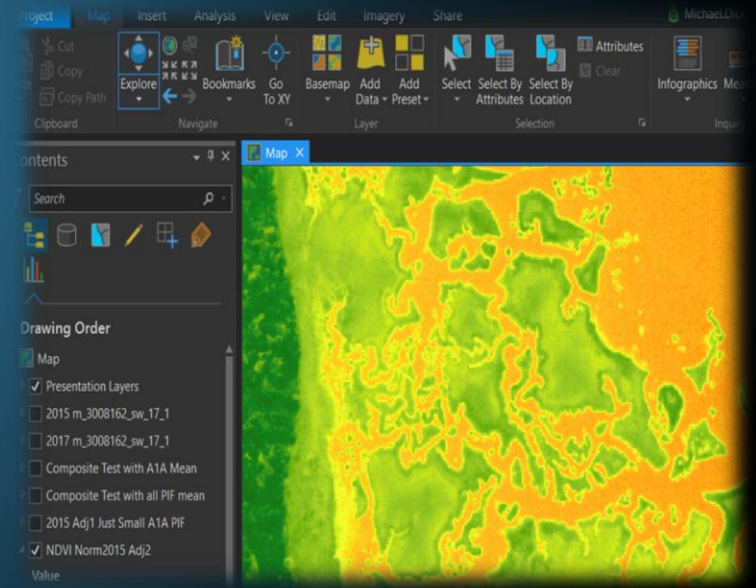 Project Map Insert Analysis View Edit Imagery Share Michael.Dic
Cut
Copy
Copy Path
Clipboard
Explore
Bookmarks
Go
To XY
Navigate
Basemap
Add
Data
Add
Preset
Layer
Select
Select By
Attributes
Select By
Location
Attributes
Clear
Selection
Infographics
Mea
Inquiry
ontents
Search
Map
Drawing Order
Map
Presentation Layers
2015 m_3008162_sw_17_1
2017 m_3008162_sw_17_1
Composite Test with A1A Mean
Composite Test with all PIF mean
2015 Adj1 Just Small A1A PIF
NDVI Norm2015 Adj2
Value